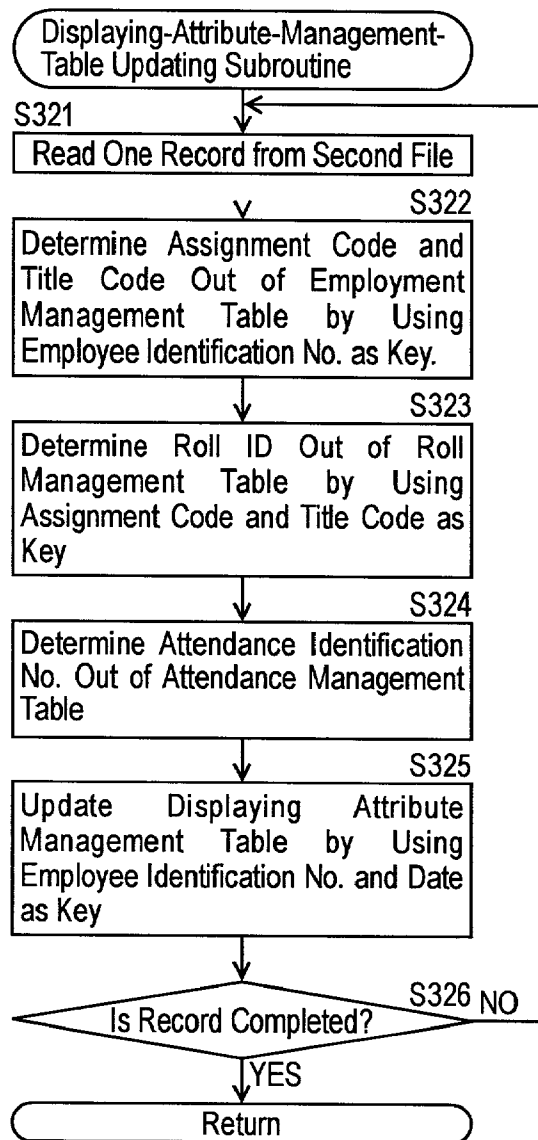 Displaying-Attribute-Management-
Table Updating Subroutine
S321
Read One Record from Second File
S322
Determine Assignment Code and
Title Code Out of Employment
Management Table by Using
Employee Identification No. as Key.
S323
Determine Roll ID Out of Roll
Management Table by Using
Assignment Code and Title Code as
Key
S324
Determine Attendance Identification
No. Out of Attendance Management
Table
S325
Update Displaying Attribute
Management Table by Using
Employee Identification No. and Date
as Key
S326 NO
Is Record Completed?
YES
Return